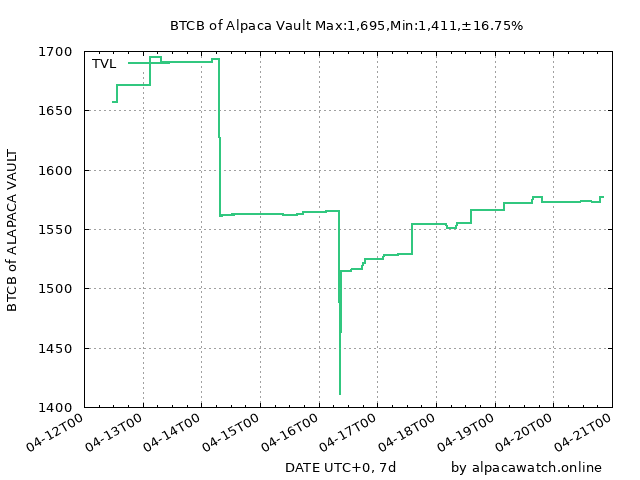 BTCB of Alpaca Vault Max:1,695,Min:1,411,±16.75%
TVL
1700
1650
1600
1550
1500
1450
1400
BTCB of ALAPACA VAULT
04-12T00
04-13T00
04-14T00
04-15T00
04-16T00
04-17T00
04-18T00
04-19T00
04-20T00
04-21T00
DATE UTC+0, 7d
by alpacawatch.online